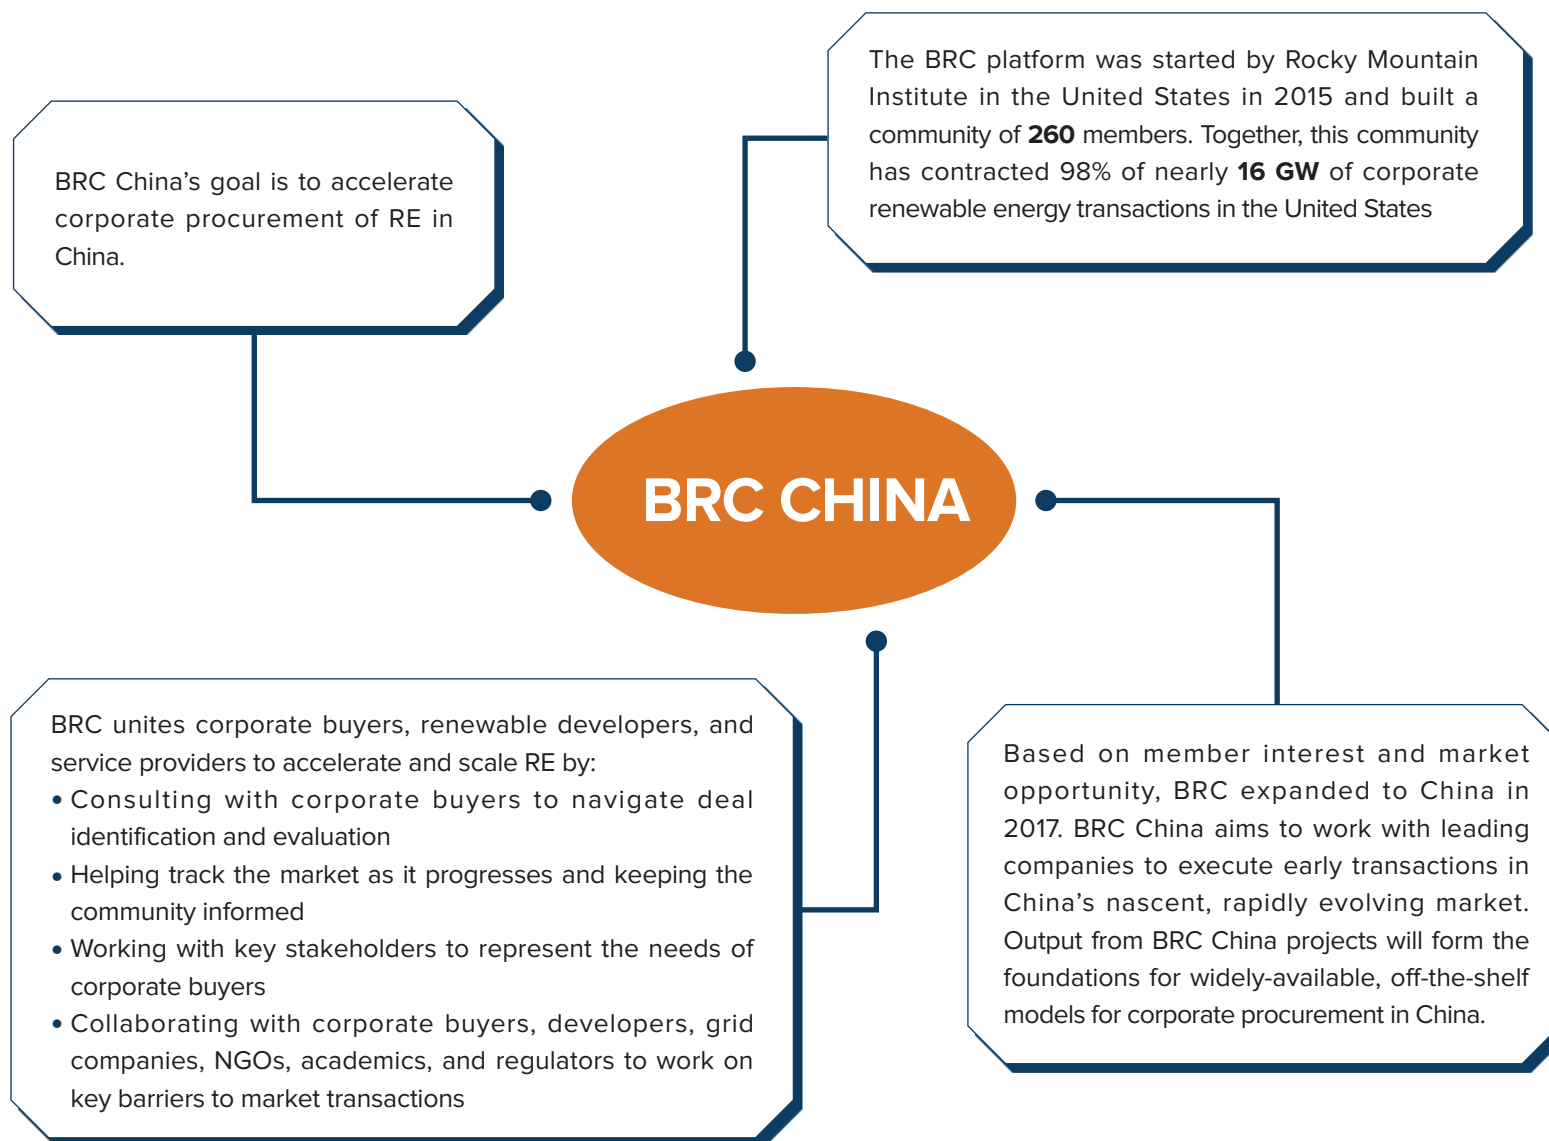 The BRC platform was started by Rocky Mountain
Institute in the United States in 2015 and built a
community of 260 members. Together, this community
has contracted 98% of nearly 16 GW of corporate
renewable energy transactions in the United States
BRC China’s goal is to accelerate
corporate procurement of RE in
China.
BRC CHINA
BRC unites corporate buyers, renewable developers, and
service providers to accelerate and scale RE by:
• Consulting with corporate buyers to navigate deal
identification and evaluation
• Helping track the market as it progresses and keeping the
community informed
• Working with key stakeholders to represent the needs of
corporate buyers
• Collaborating with corporate buyers, developers, grid
companies, NGOs, academics, and regulators to work on
key barriers to market transactions
Based on member interest and market
opportunity, BRC expanded to China in
2017. BRC China aims to work with leading
companies to execute early transactions in
China’s nascent, rapidly evolving market.
Output from BRC China projects will form the
foundations for widely-available, off-the-shelf
models for corporate procurement in China.